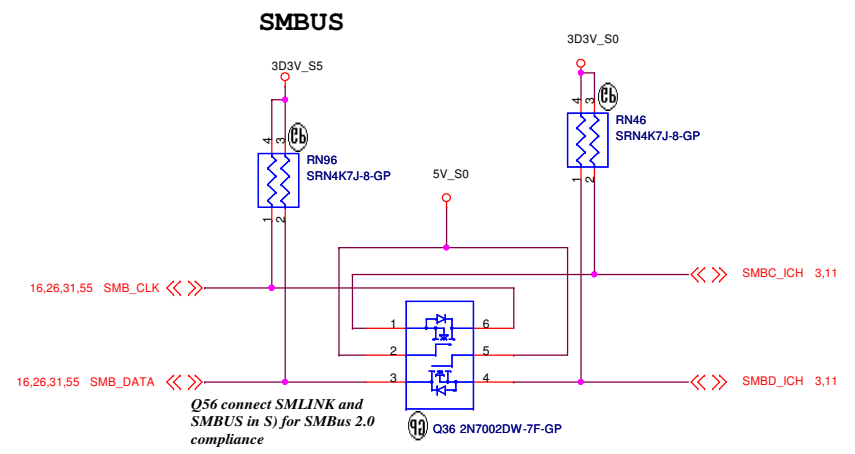 SMBUS
3D3V_S5
3D3V_S0
4
3
4
3
RN46
SRN4K7J-8-GP
RN96
SRN4K7J-8-GP
5V_S0
1
2
1
2
SMBC_ICH 3,11
16,26,31,55 SMB_CLK
1
6
2
5
3
4
16,26,31,55 SMB_DATA
SMBD_ICH 3,11
Q56 connect SMLINK and
SMBUS in S) for SMBus 2.0
compliance
Q36 2N7002DW-7F-GP